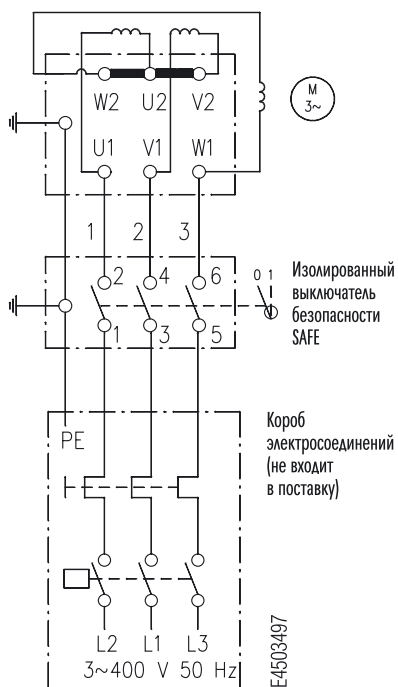 M
3~
W2 U2 V2
U1 V1 W1
1 2 3
2 4 6
0 1
1 3 5
Изолированный
выключатель
безопасности
SAFE
Короб
электросоединений
(не входит
в поставку)
PE
L2 L1 L3
3~400 V 50 Hz
E4503497